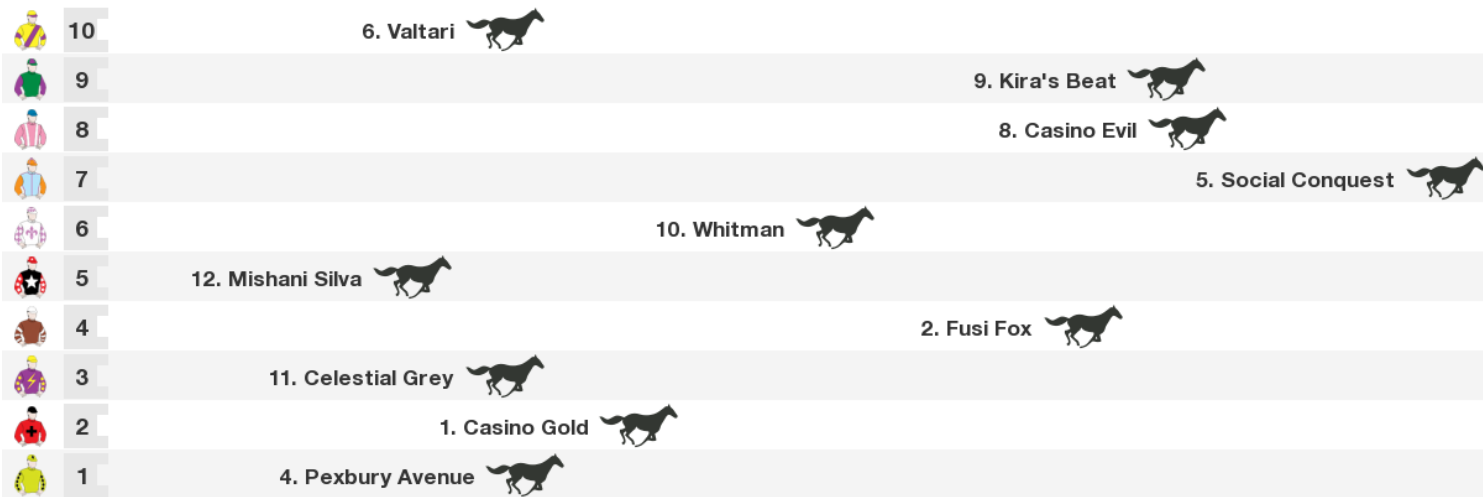 10 6. Valtari
9 9. Kira's Beat
8 8. Casino Evil
7 5. Social Conquest
6 10. Whitman
5 12. Mishani Silva
4 2. Fusi Fox
3 11. Celestial Grey
2 1. Casino Gold
1 4. Pexbury Avenue